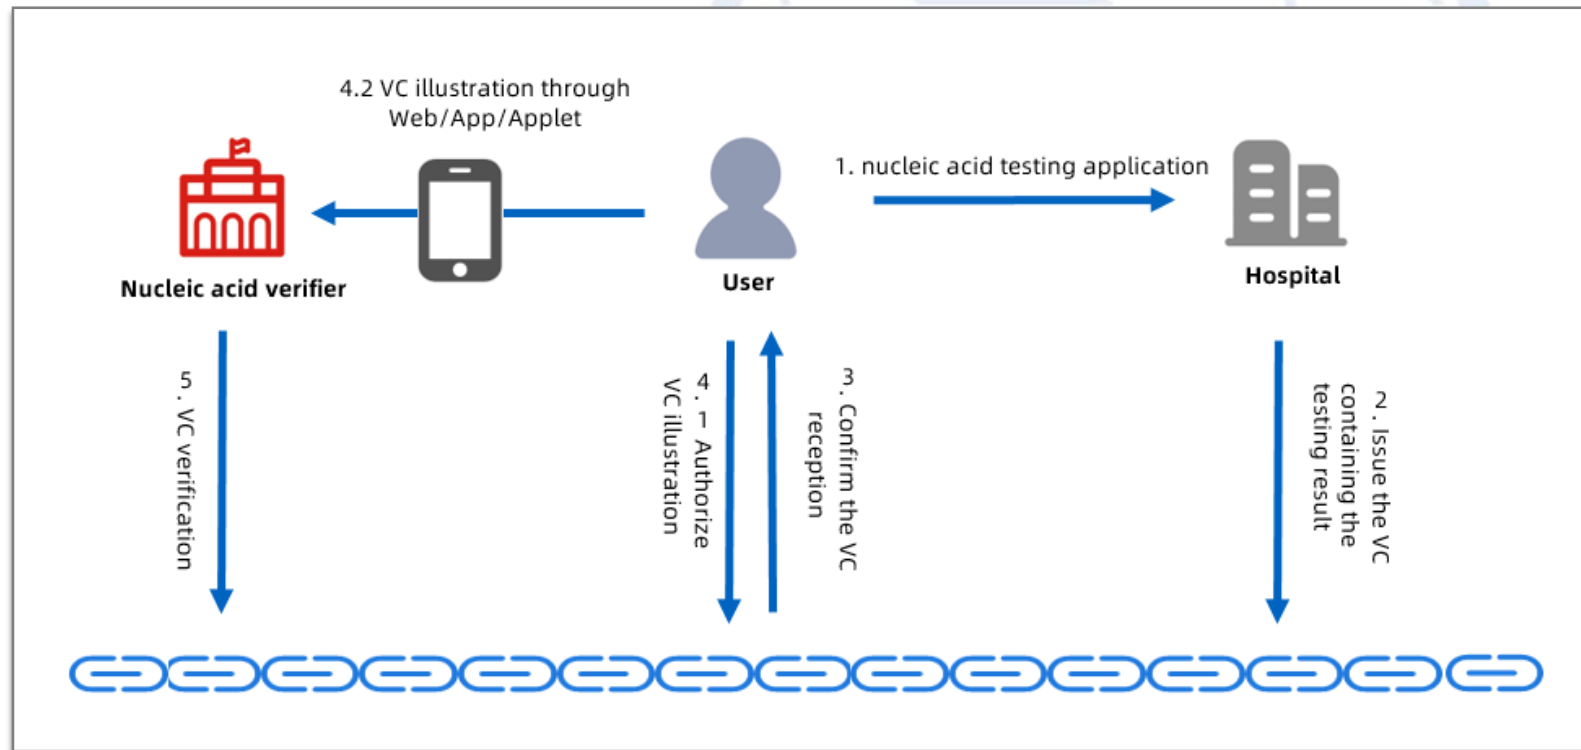 4.2 VC illustration through
Web/App/Applet
1. nucleic acid testing application
Nucleic acid verifier
User
Hospital
5. VC verification
4.1 Authorize
VC illustration
3. Confirm the VC
reception
2. Issue the VC
containing the
testing result